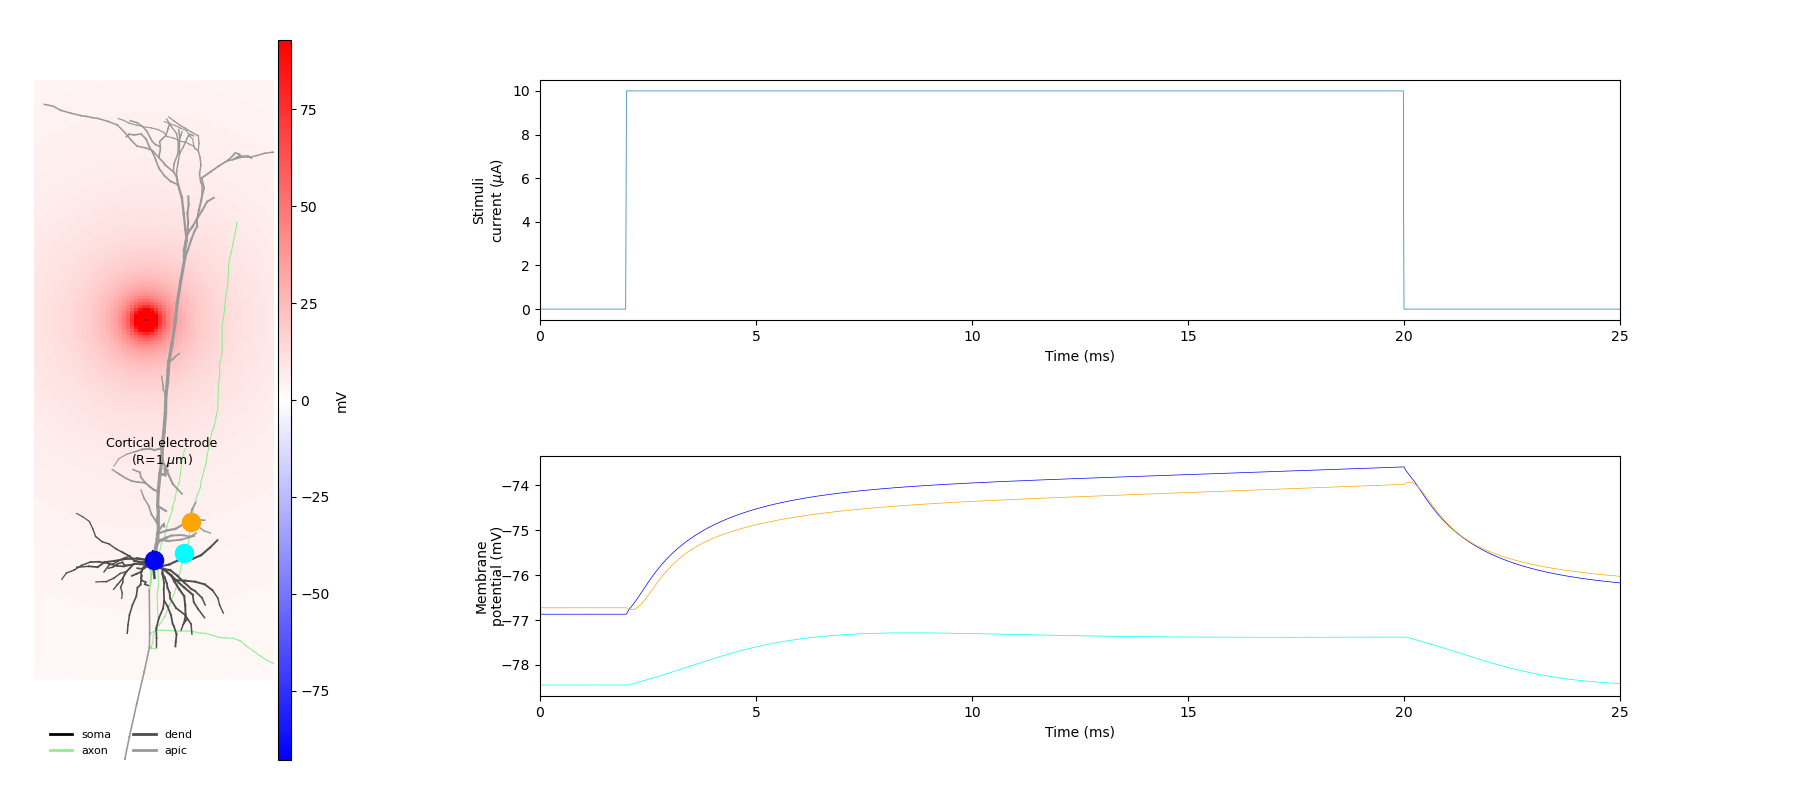 Cortical electrode
(R=1 μm)
soma
axon
dend
apic
75
50
25
0
−25
−50
−75
mV
Stimuli
current (μA)
10
8
6
4
2
0
0
5
10
15
20
25
Time (ms)
Membrane
potential (mV)
−74
−75
−76
−77
−78
0
5
10
15
20
25
Time (ms)